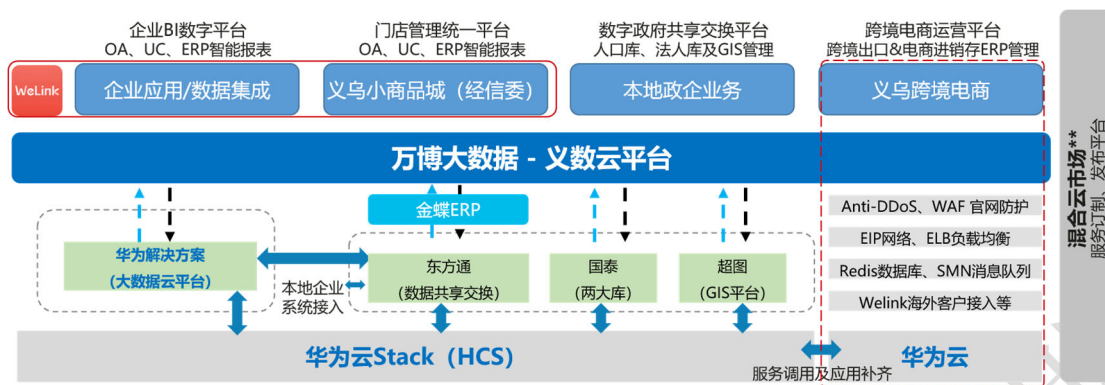 企业BI数字平台
OA、UC、ERP智能报表
门店管理统一平台
OA、UC、ERP智能报表
数字政府共享交换平台
人口库、法人库及GIS管理
跨境电商运营平台
跨境出口&电商进销存ERP管理
WeLink
企业应用/数据集成
义乌小商品城（经信委）
本地政企业务
义乌跨境电商
万博大数据 - 义数云平台
金蝶ERP
华为解决方案
（大数据云平台）
本地企业
系统接入
东方通
（数据共享交换）
国泰
（两大库）
超图
（GIS平台）
Anti-DDoS、WAF 官网防护
EIP网络、ELB负载均衡
Redis数据库、SMN消息队列
Welink海外客户接入等
华为云Stack（HCS）
华为云
服务调用及应用补齐
混合云市场**
服务订制、发布平台